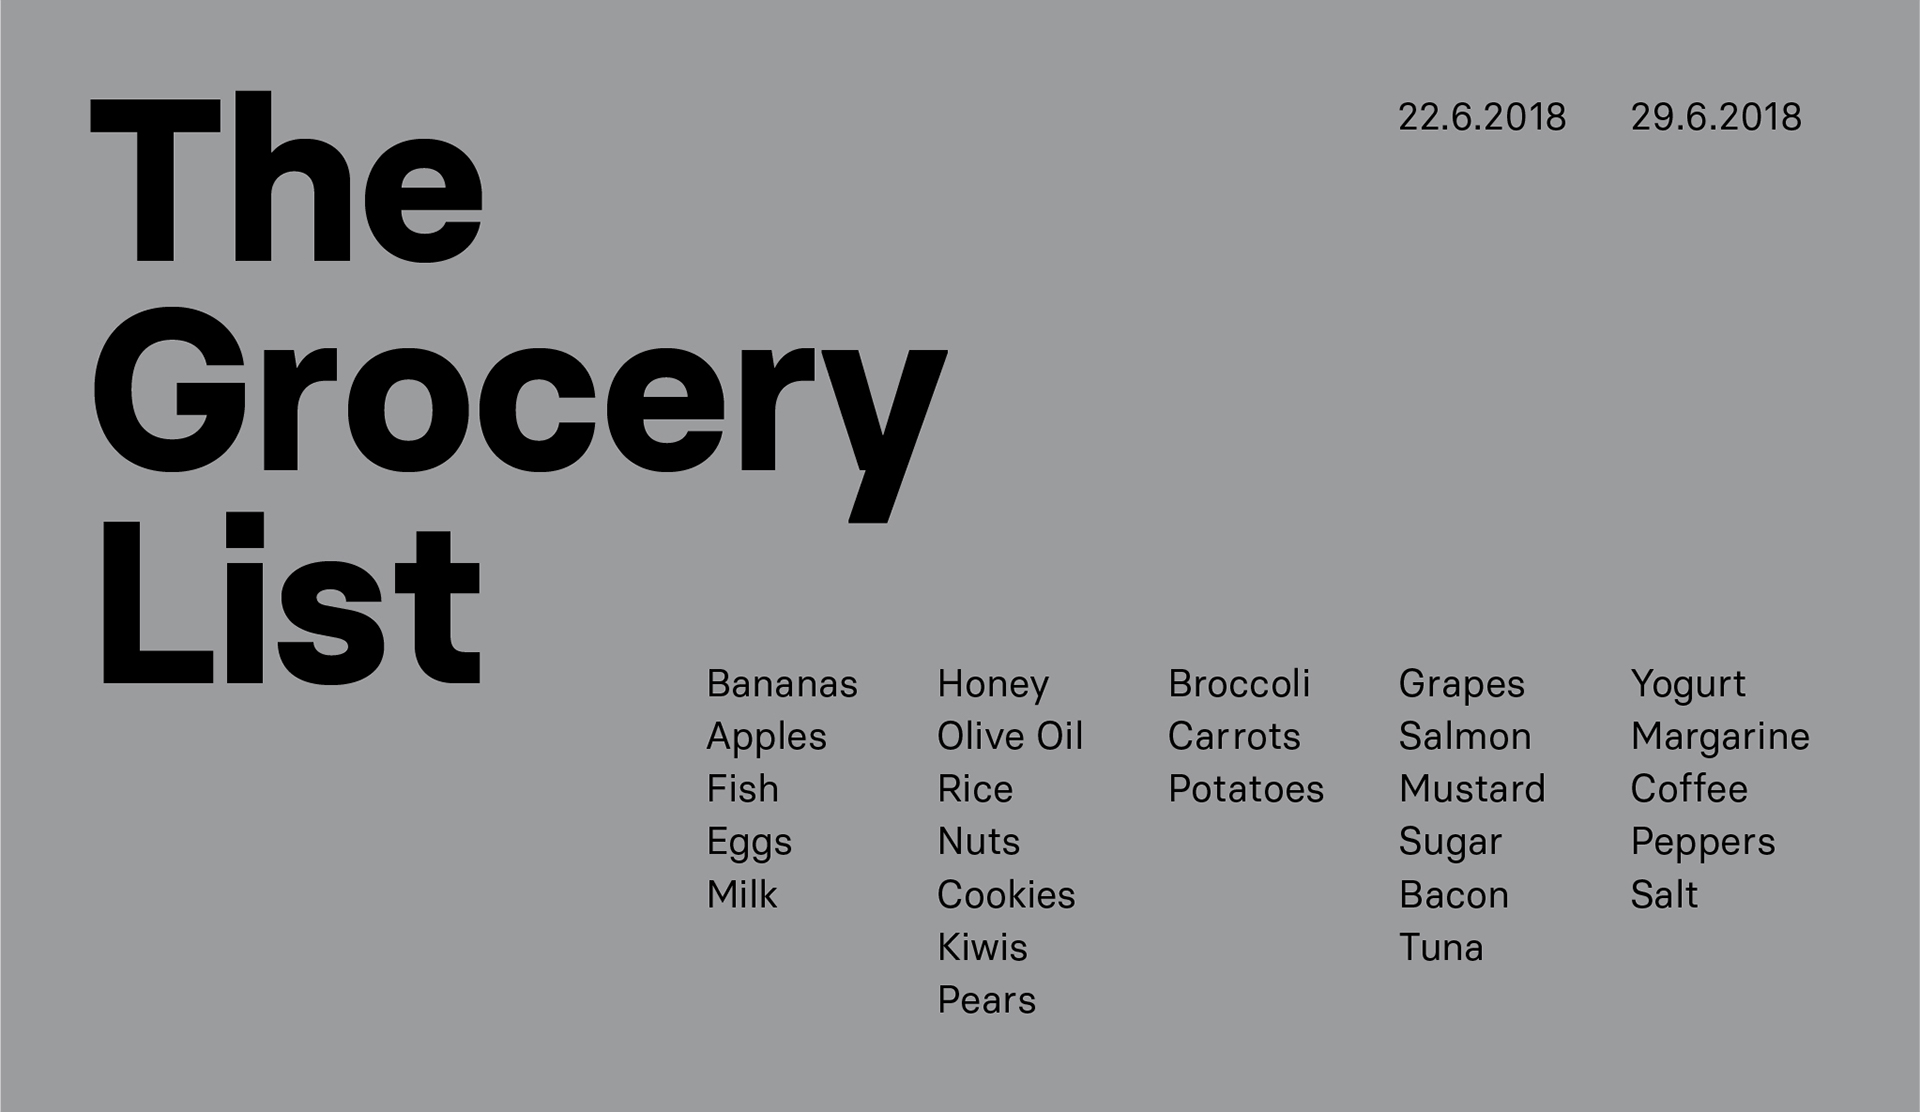 The
Grocery
List
22.6.2018
29.6.2018
Bananas
Apples
Fish
Eggs
Milk
Honey
Olive Oil
Rice
Nuts
Cookies
Kiwis
Pears
Broccoli
Carrots
Potatoes
Grapes
Salmon
Mustard
Sugar
Bacon
Tuna
Yogurt
Margarine
Coffee
Peppers
Salt